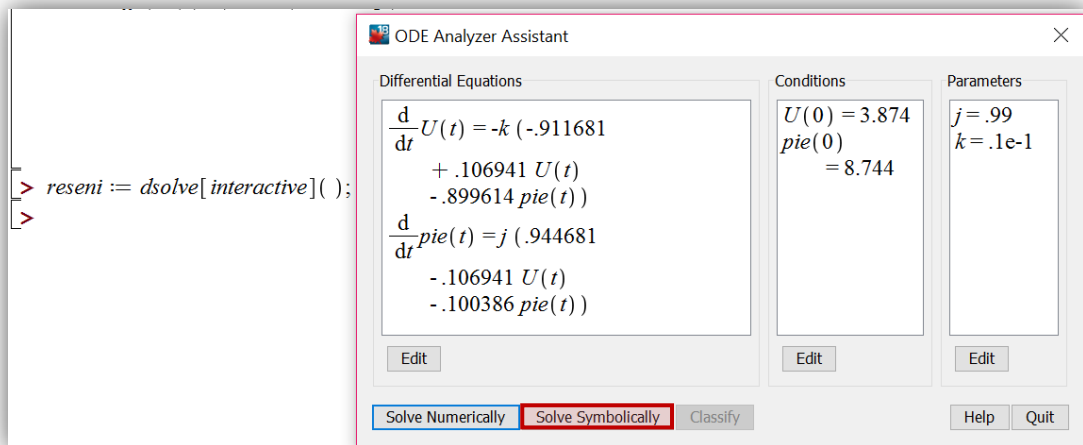 ODE Analyzer Assistant
Differential Equations
d/dt U(t) = -k (-.911681
+ .106941 U(t)
-.899614 pie(t))
d/dt pie(t) = j (.944681
-.106941 U(t)
-.100386 pie(t))
Edit
Conditions
U(0) = 3.874
pie(0)
= 8.744
Edit
Parameters
j = .99
k = .1e-1
Edit
> reseni := dsolve[interactive]( );
>
Solve Numerically Solve Symbolically Classify Help Quit